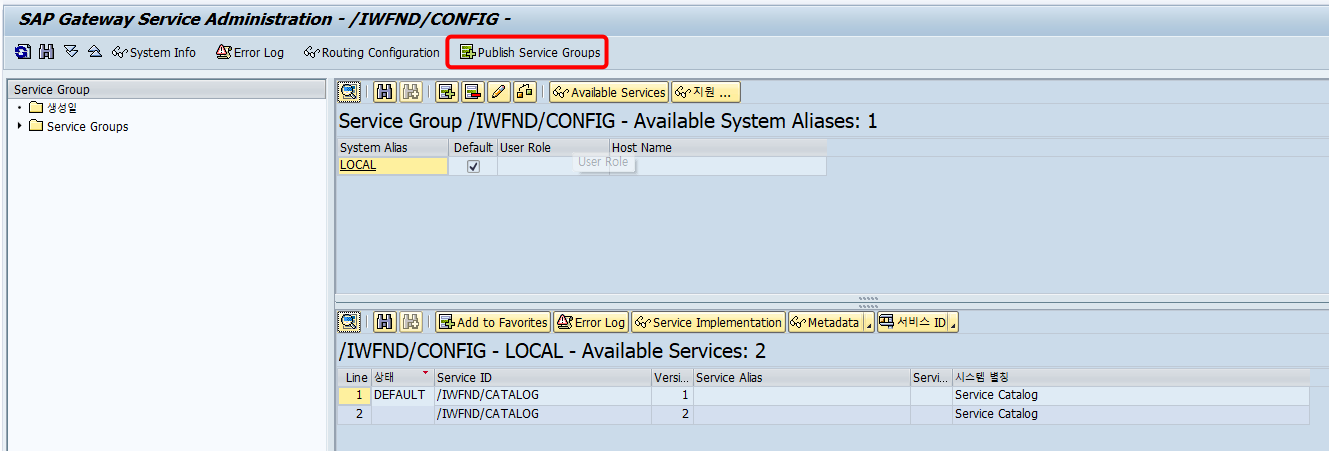 SAP Gateway Service Administration - /IWFND/CONFIG -
System Info Error Log Routing Configuration Publish Service Groups
Service Group
생성일
Service Groups
Available Services 지원 ...
Service Group /IWFND/CONFIG - Available System Aliases: 1
System Alias Default User Role Host Name
LOCAL
User Role
Add to Favorites Error Log Service Implementation Metadata 서비스 ID
/IWFND/CONFIG - LOCAL - Available Services: 2
Line 상태 Service ID Versi... Service Alias Servi... 시스템 별칭
1 DEFAULT /IWFND/CATALOG 1 Service Catalog
2 /IWFND/CATALOG 2 Service Catalog